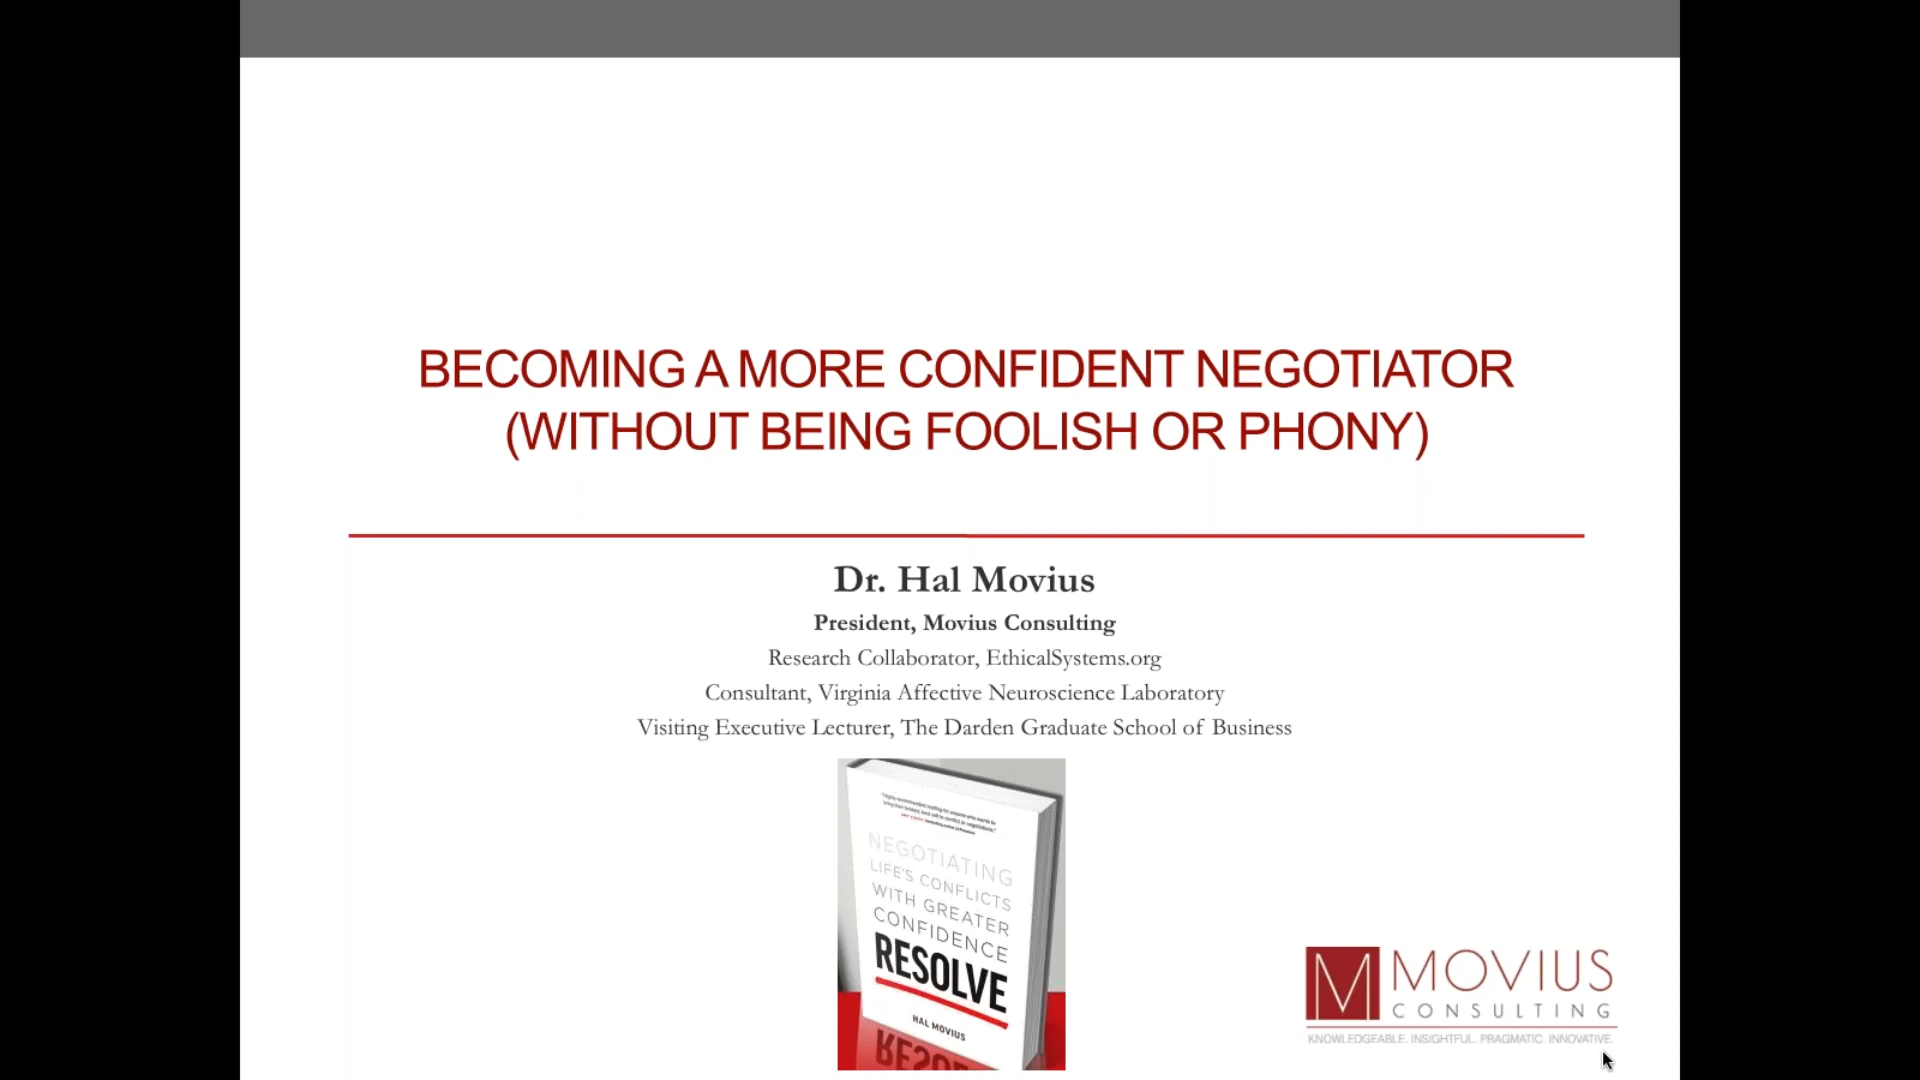 BECOMING A MORE CONFIDENT NEGOTIATOR
(WITHOUT BEING FOOLISH OR PHONY)
Dr. Hal Movius
President, Movius Consulting
Research Collaborator, EthicalSystems.org
Consultant, Virginia Affective Neuroscience Laboratory
Visiting Executive Lecturer, The Darden Graduate School of Business
NEGOTIATING
LIFE'S CONFLICTS
WITH GREATER
CONFIDENCE
RESOLVE
HAL MOVIUS
M MOVIUS
CONSULTING
KNOWLEDGEABLE. INSIGHTFUL. PRAGMATIC. INNOVATIVE.